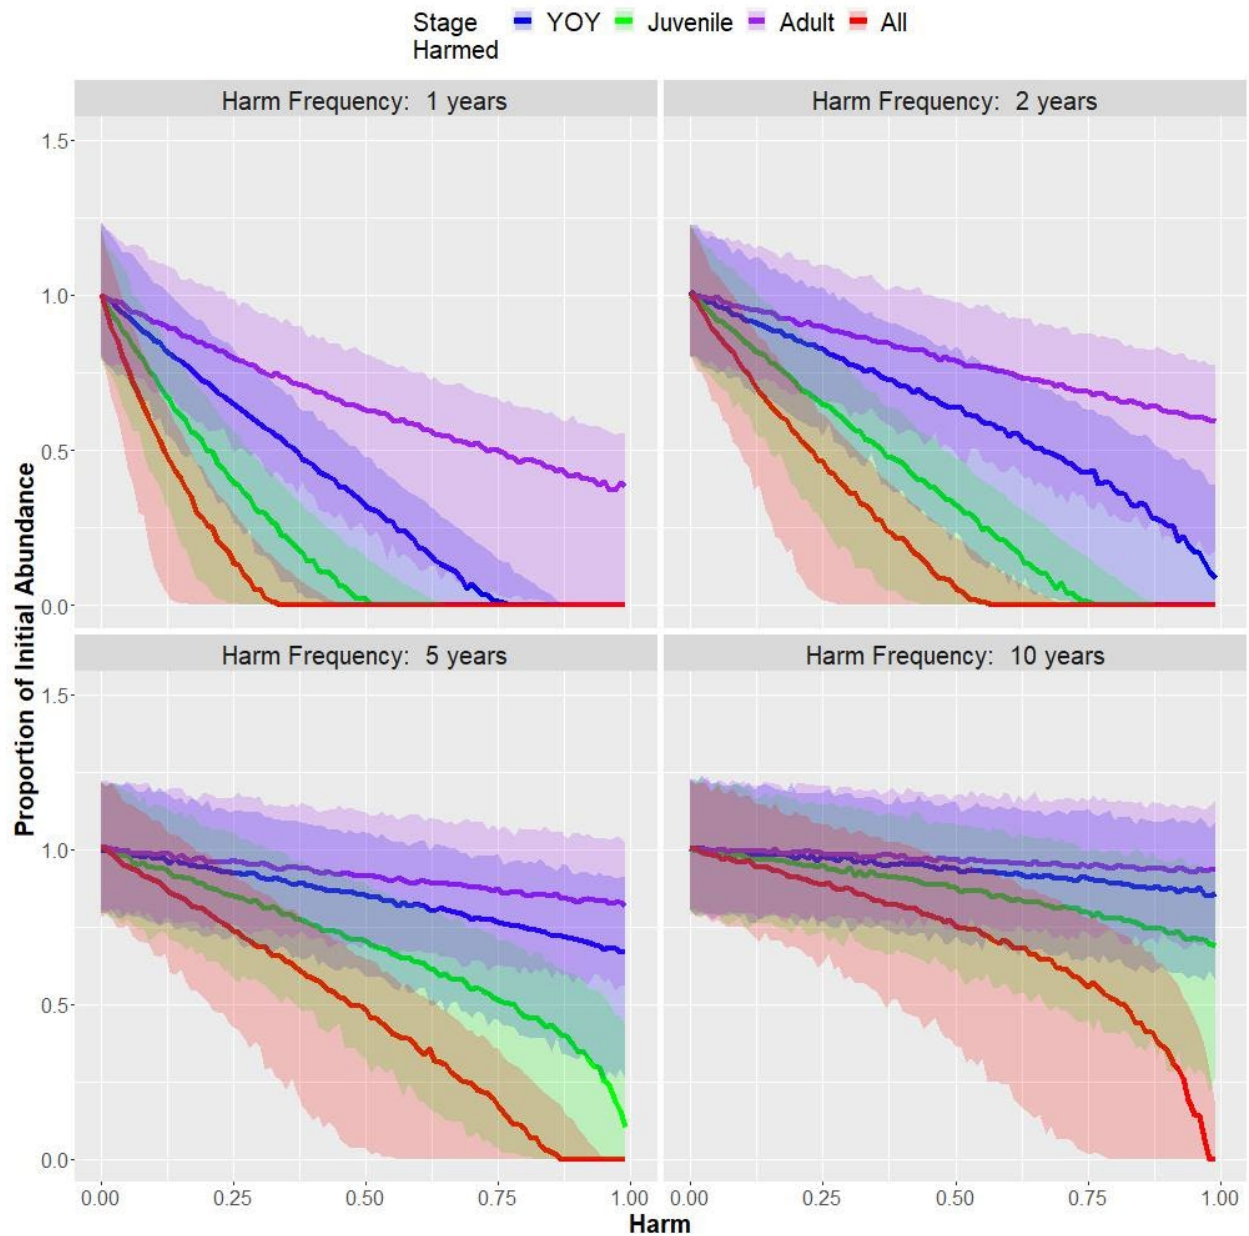 Stage Harmed YOY Juvenile Adult All
Harm Frequency: 1 years
Harm Frequency: 2 years
1.5
1.0
0.5
0.0
Harm Frequency: 5 years
Harm Frequency: 10 years
1.5
1.0
0.5
0.0
0.00 0.25 0.50 0.75 1.00
0.00 0.25 0.50 0.75 1.00
Proportion of Initial Abundance
Harm